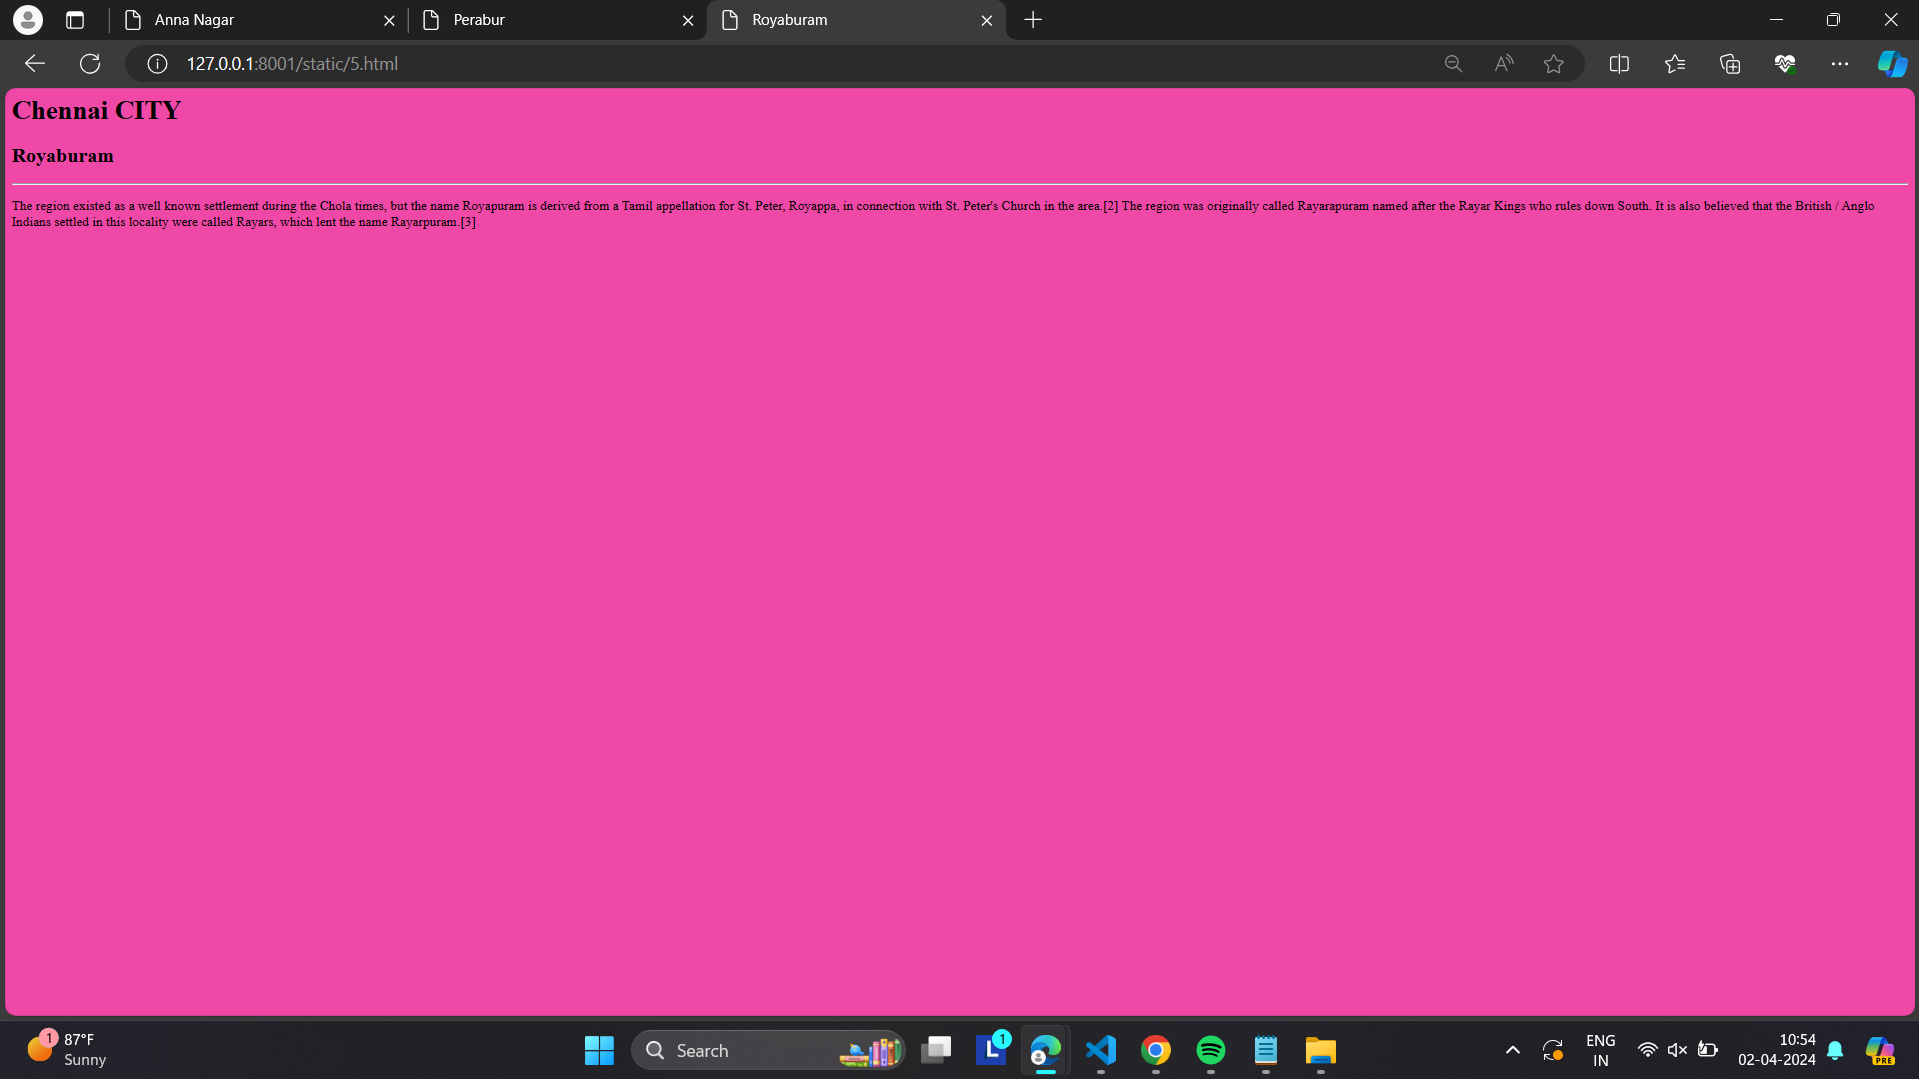 Anna Nagar
Perabur
Royaburam
127.0.0.1:8001/static/5.html
Chennai CITY
Royaburam
The region existed as a well known settlement during the Chola times, but the name Royapuram is derived from a Tamil appellation for St. Peter, Royappa, in connection with St. Peter's Church in the area.[2] The region was originally called Rayarapuram named after the Rayar Kings who rules down South. It is also believed that the British / Anglo
Indians settled in this locality were called Rayars, which lent the name Rayarpuram.[3]
1
87°F
Sunny
Search
L
1
ENG
IN
10:54
02-04-2024
PRE